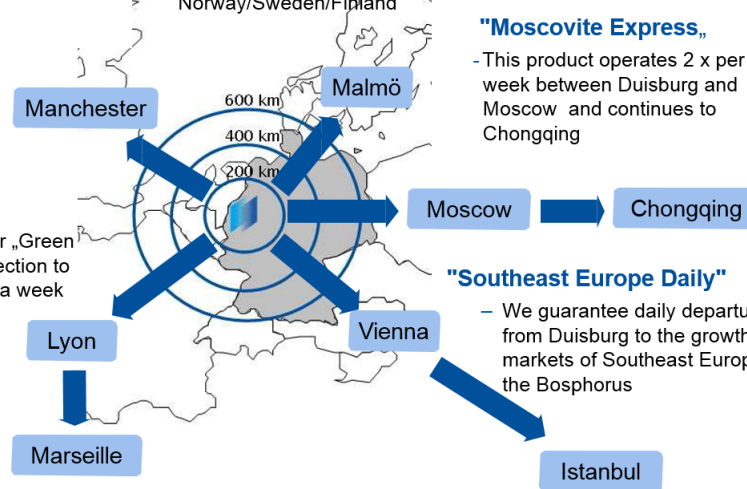 Norway/Sweden/Finland
"Moscovite Express„
- This product operates 2 x per
week between Duisburg and
Moscow and continues to
Chongqing
Malmö
Manchester
600 km
400 km
200 km
Moscow
Chongqing
r „Green
ection to
a week
"Southeast Europe Daily"
– We guarantee daily departu
from Duisburg to the growth
markets of Southeast Europ
the Bosphorus
Lyon
Vienna
Marseille
Istanbul